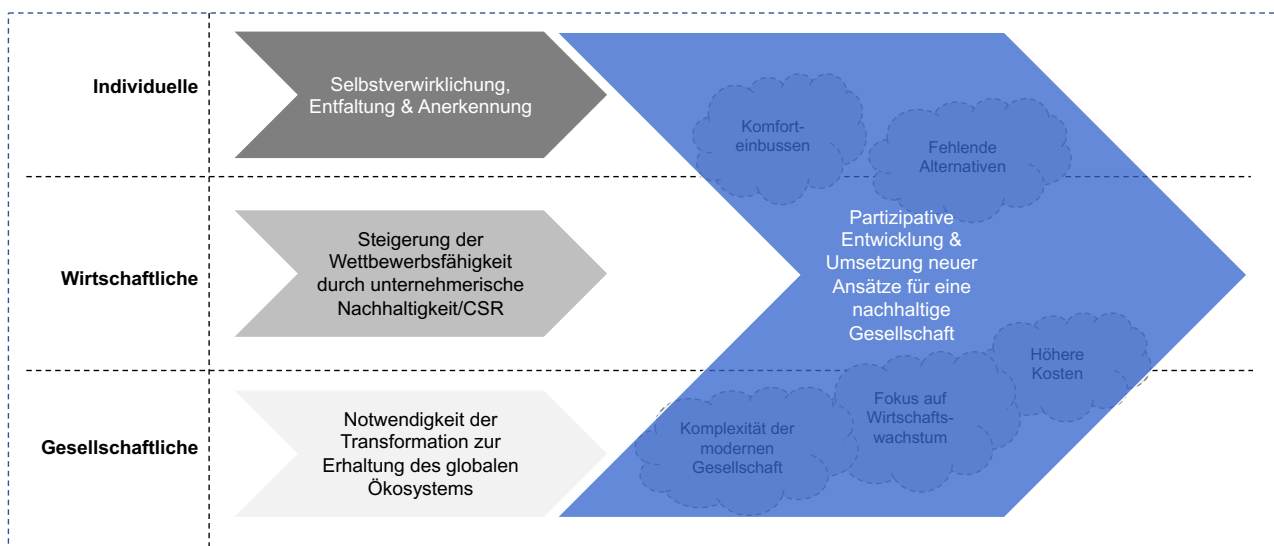 Individuelle
Selbstverwirklichung,
Entfaltung & Anerkennung
Komfort-
einbussen
Fehlende
Alternativen
Wirtschaftliche
Steigerung der
Wettbewerbsfähigkeit
durch unternehmerische
Nachhaltigkeit/CSR
Partizipative
Entwicklung &
Umsetzung neuer
Ansätze für eine
nachhaltige
Gesellschaft
Höhere
Kosten
Gesellschaftliche
Notwendigkeit der
Transformation zur
Erhaltung des globalen
Ökosystems
Komplexität der
modernen
Gesellschaft
Fokus auf
Wirtschafts-
wachstum